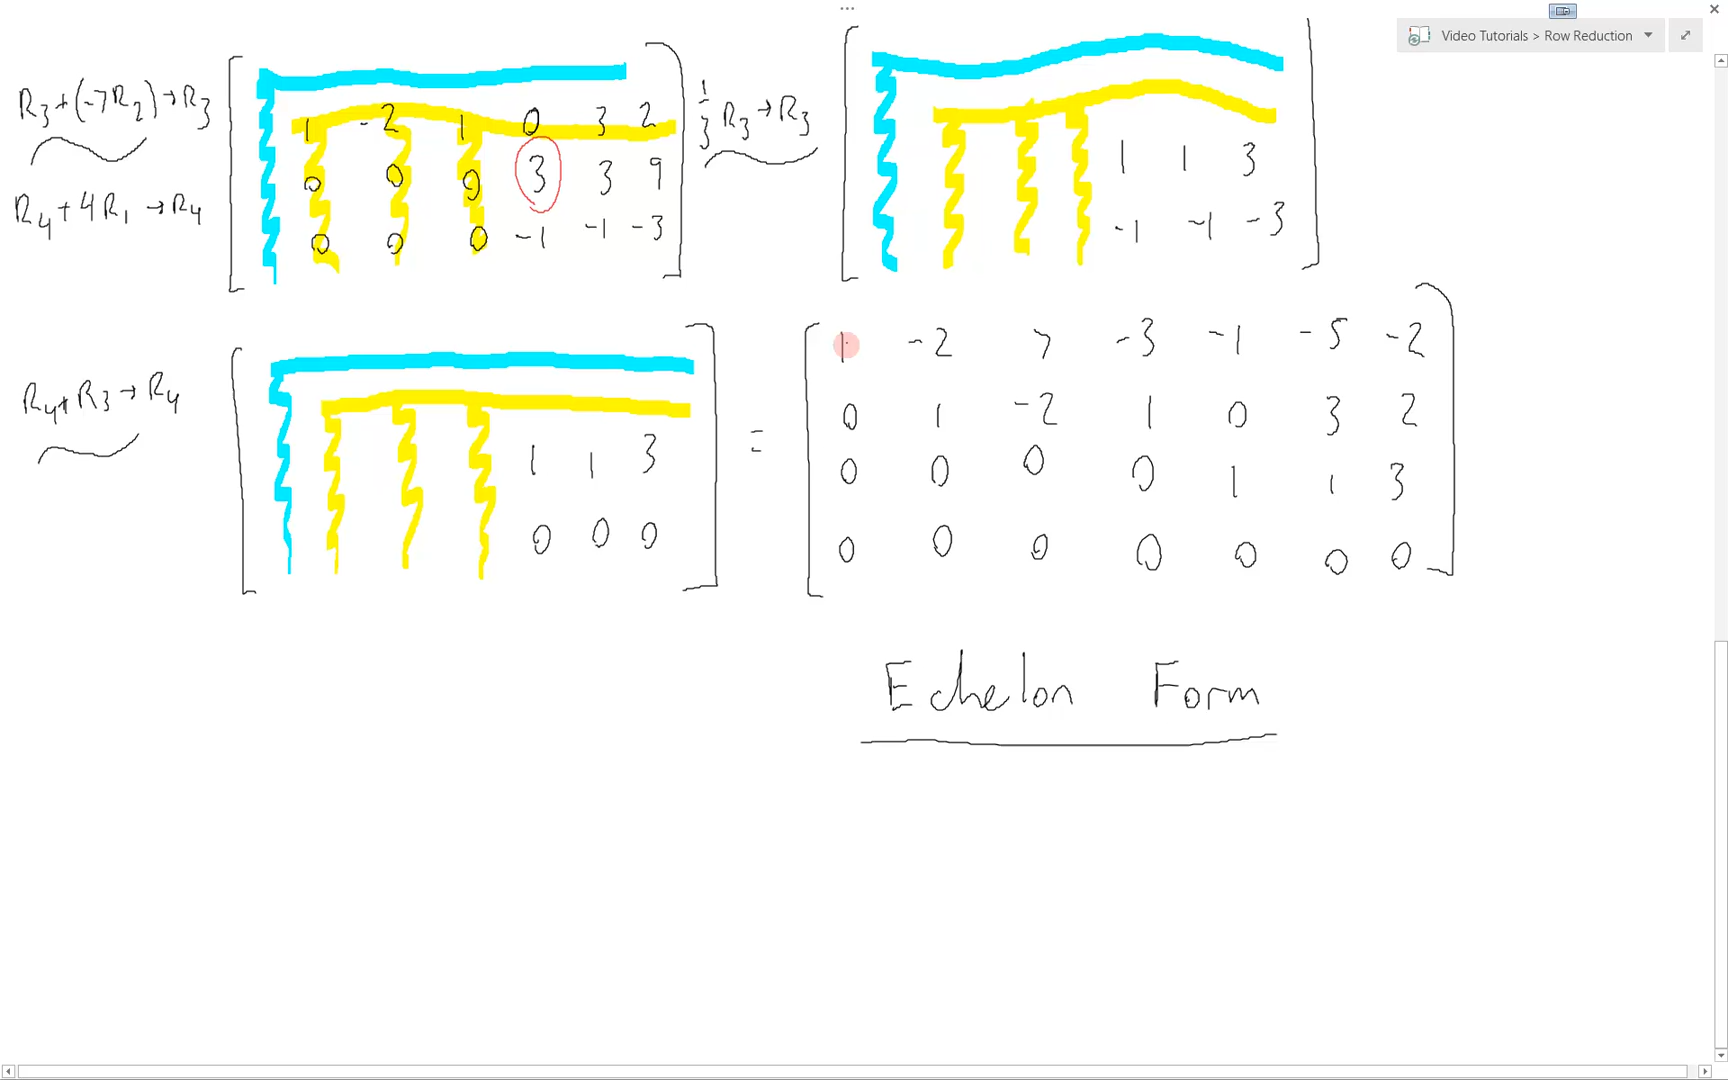 ...
Video Tutorials > Row Reduction
R3+(-7R2)→R3
R4+4R1→R4
1 -2 1 0 3 2
0 0 0 3 3 9
0 0 0 -1 -1 -3
1/3 R3→R3
1 1 3
-1 -1 -3
R4+R3→R4
1 1 3
0 0 0
=
1 -2 7 -3 -1 -5 -2
0 1 -2 1 0 3 2
0 0 0 0 1 1 3
0 0 0 0 0 0 0
Echelon Form